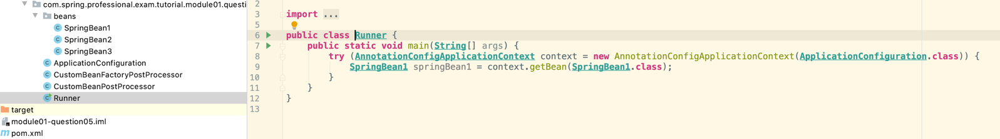 com.spring.professional.exam.tutorial.module01.questi
beans
SpringBean1
SpringBean2
SpringBean3
ApplicationConfiguration
CustomBeanFactoryPostProcessor
CustomBeanPostProcessor
Runner
target
module01-question05.iml
pom.xml
2
3 import ...
5
6 public class Runner {
7 public static void main(String[] args) {
8 try (AnnotationConfigApplicationContext context = new AnnotationConfigApplicationContext(ApplicationConfiguration.class)) {
9 SpringBean1 springBean1 = context.getBean(SpringBean1.class);
10 }
11 }
12 }
13